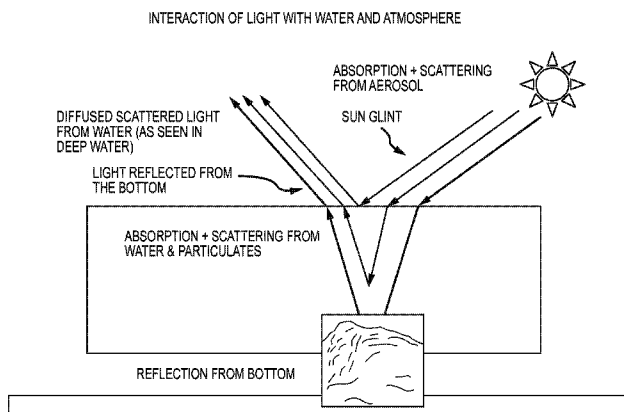 INTERACTION OF LIGHT WITH WATER AND ATMOSPHERE
ABSORPTION + SCATTERING
FROM AEROSOL
SUN GLINT
DIFFUSED SCATTERED LIGHT
FROM WATER (AS SEEN IN
DEEP WATER)
LIGHT REFLECTED FROM
THE BOTTOM
ABSORPTION + SCATTERING FROM
WATER & PARTICULATES
REFLECTION FROM BOTTOM